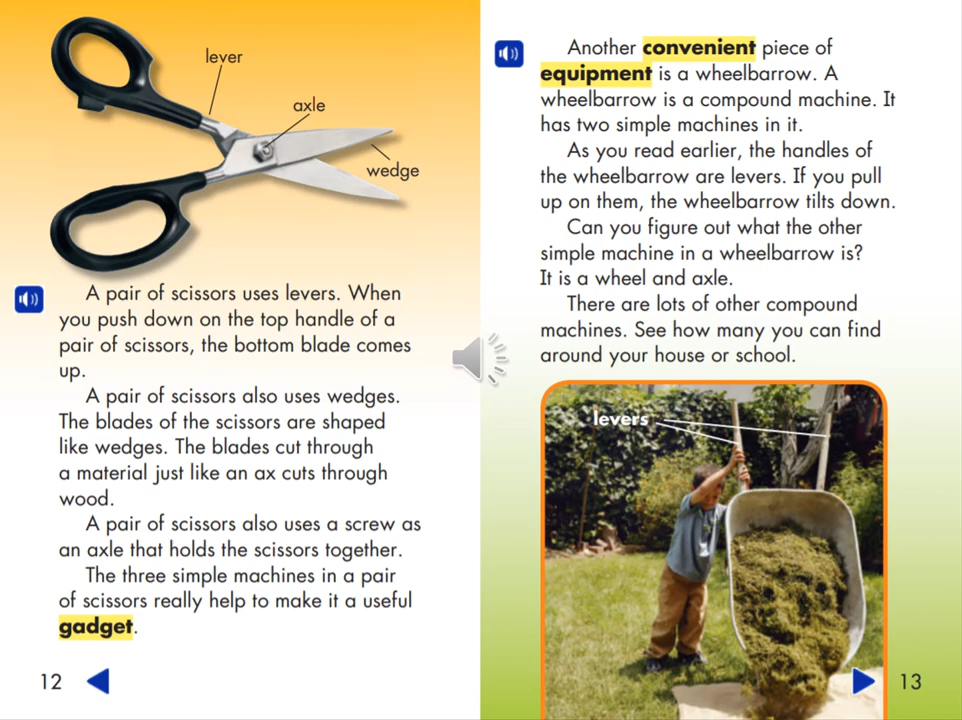 lever
axle
wedge
A pair of scissors uses levers. When
you push down on the top handle of a
pair of scissors, the bottom blade comes
up.
A pair of scissors also uses wedges.
The blades of the scissors are shaped
like wedges. The blades cut through
a material just like an ax cuts through
wood.
A pair of scissors also uses a screw as
an axle that holds the scissors together.
The three simple machines in a pair
of scissors really help to make it a useful
gadget.
12
Another convenient piece of
equipment is a wheelbarrow. A
wheelbarrow is a compound machine. It
has two simple machines in it.
As you read earlier, the handles of
the wheelbarrow are levers. If you pull
up on them, the wheelbarrow tilts down.
Can you figure out what the other
simple machine in a wheelbarrow is?
It is a wheel and axle.
There are lots of other compound
machines. See how many you can find
around your house or school.
levers
13